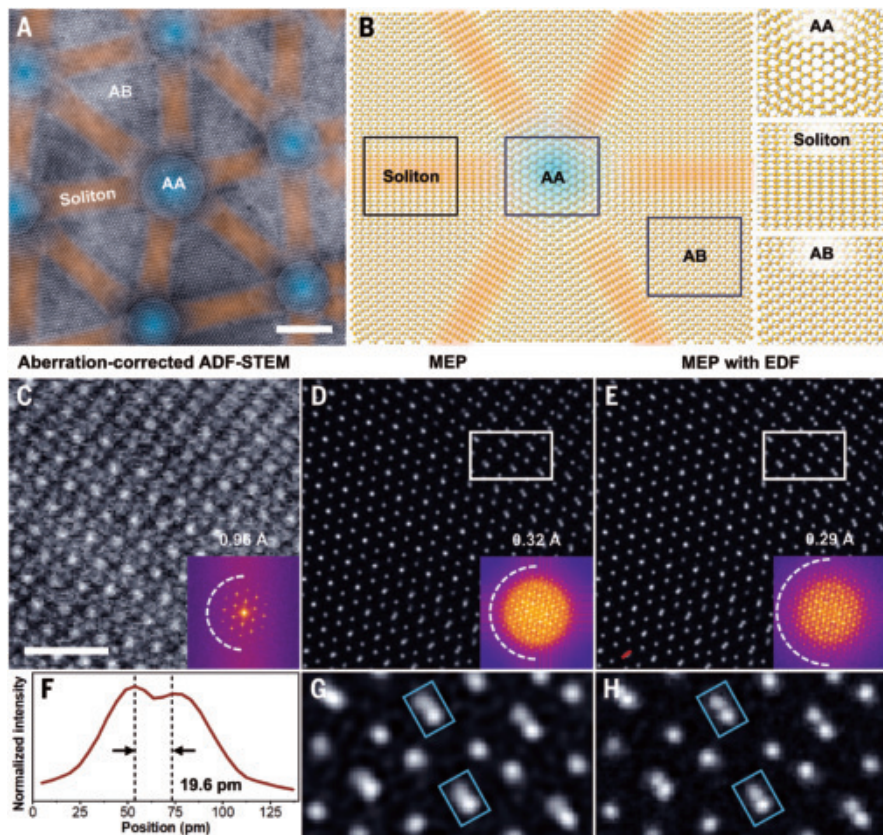 A
AB
AA
Soliton
B
Soliton
AA
AB
AA
Soliton
AB
Aberration-corrected ADF-STEM
MEP
MEP with EDF
C
0.96 Å
D
0.32 Å
E
0.29 Å
F
Normalized intensity
19.6 pm
0 25 50 75 100 125
Position (pm)
G
H